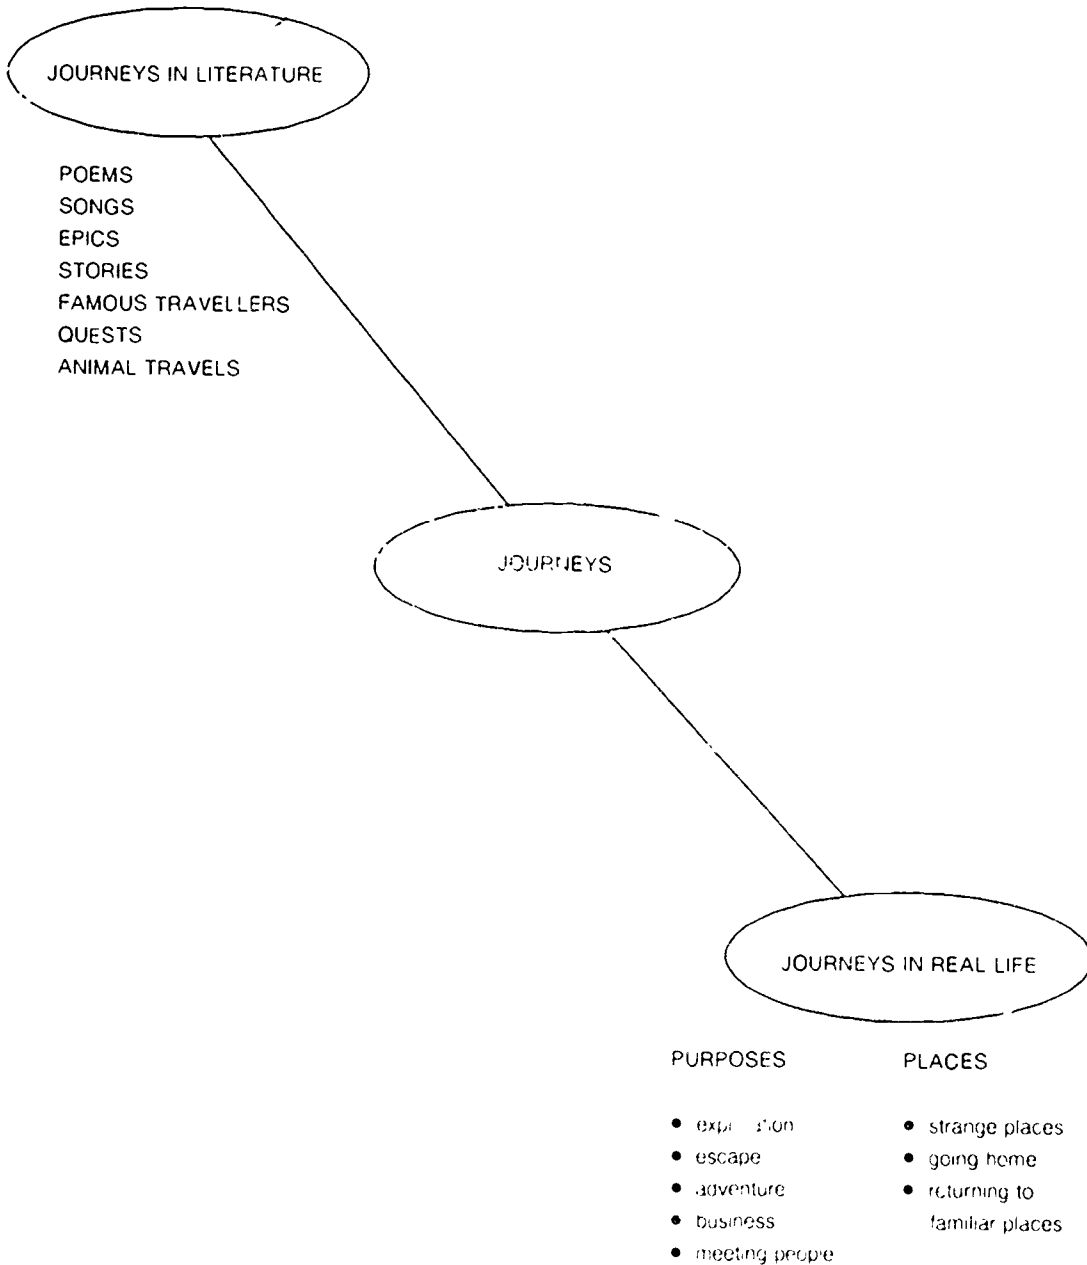 JOURNEYS IN LITERATURE
POEMS
SONGS
EPICS
STORIES
FAMOUS TRAVELLERS
QUESTS
ANIMAL TRAVELS
JOURNEYS
JOURNEYS IN REAL LIFE
PURPOSES
• escape
• adventure
• business
• meeting people
PLACES
• strange places
• going home
• returning to
familiar places